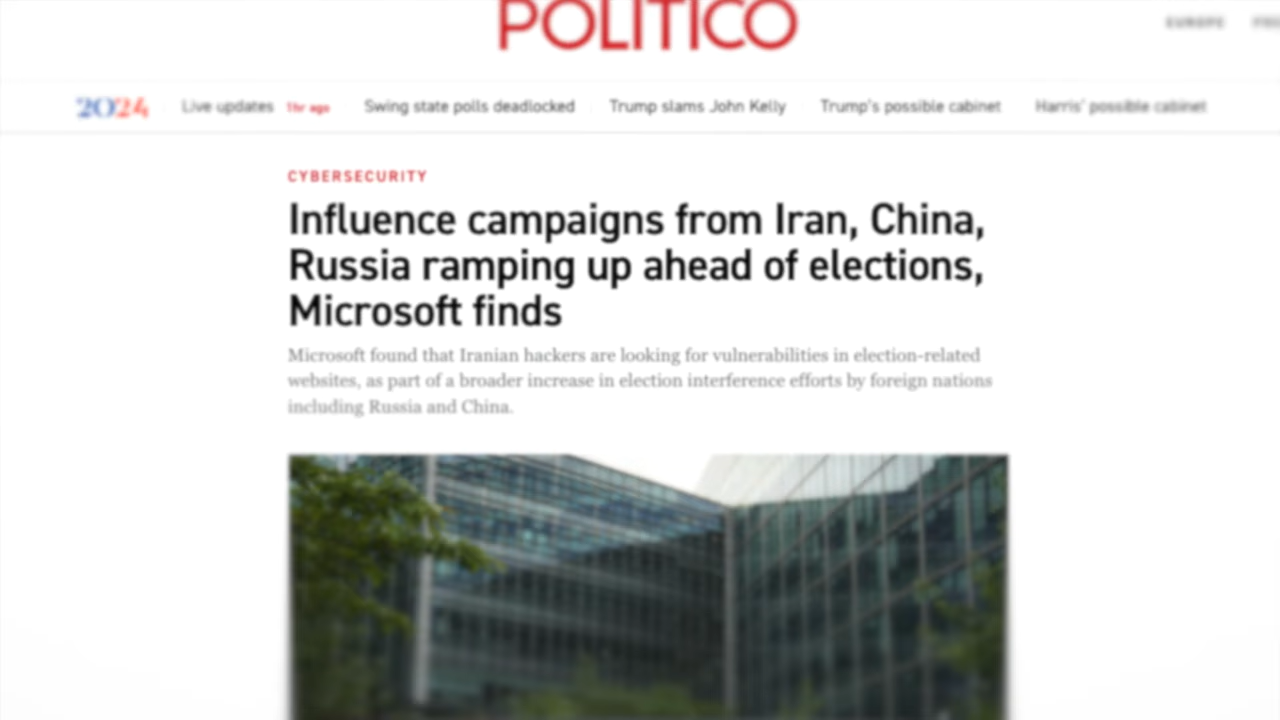 POLITICO
EUROPE
2024 Live updates 1 hr ago Swing state polls deadlocked Trump slams John Kelly Trump's possible cabinet Harris' possible cabinet
CYBERSECURITY
Influence campaigns from Iran, China,
Russia ramping up ahead of elections,
Microsoft finds
Microsoft found that Iranian hackers are looking for vulnerabilities in election-related
websites, as part of a broader increase in election interference efforts by foreign nations
including Russia and China.